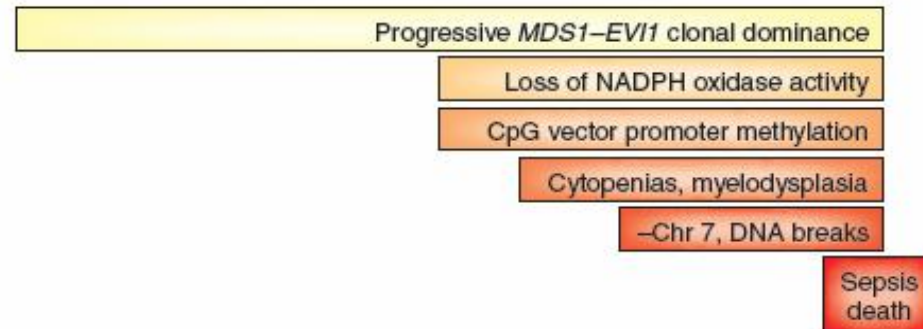 Progressive MDS1–EVI1 clonal dominance
Loss of NADPH oxidase activity
CpG vector promoter methylation
Cytopenias, myelodysplasia
–Chr 7, DNA breaks
Sepsis
death